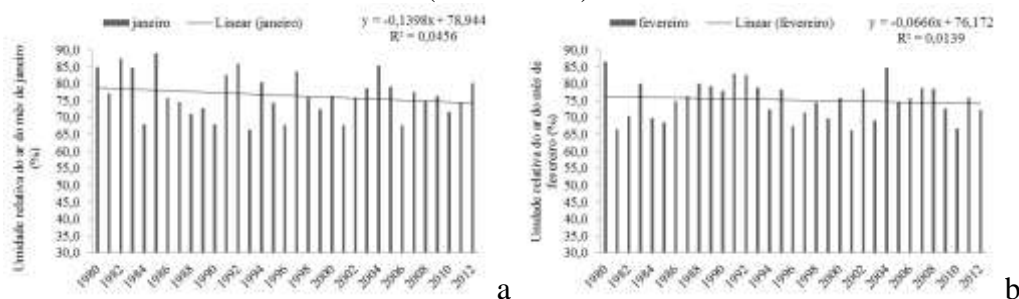 janeiro
Linear (janeiro)
y = -0,1398x + 78,944
R² = 0,0456
Umidade relativa do ar do mês de janeiro
(%)
90,0
85,0
80,0
75,0
70,0
65,0
60,0
55,0
50,0
45,0
40,0
35,0
30,0
1980 1982 1984 1986 1988 1990 1992 1994 1996 1998 2000 2002 2004 2006 2008 2010 2012
a
fevereiro
Linear (fevereiro)
y = -0,0666x + 76,172
R² = 0,0139
Umidade relativa do ar do mês de
fevereiro (%)
90,0
85,0
80,0
75,0
70,0
65,0
60,0
55,0
50,0
45,0
40,0
35,0
30,0
1980 1982 1984 1986 1988 1990 1992 1994 1996 1998 2000 2002 2004 2006 2008 2010 2012
b